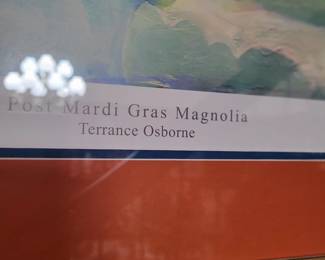 Post Mardi Gras Magnolia
Terrance Osborne